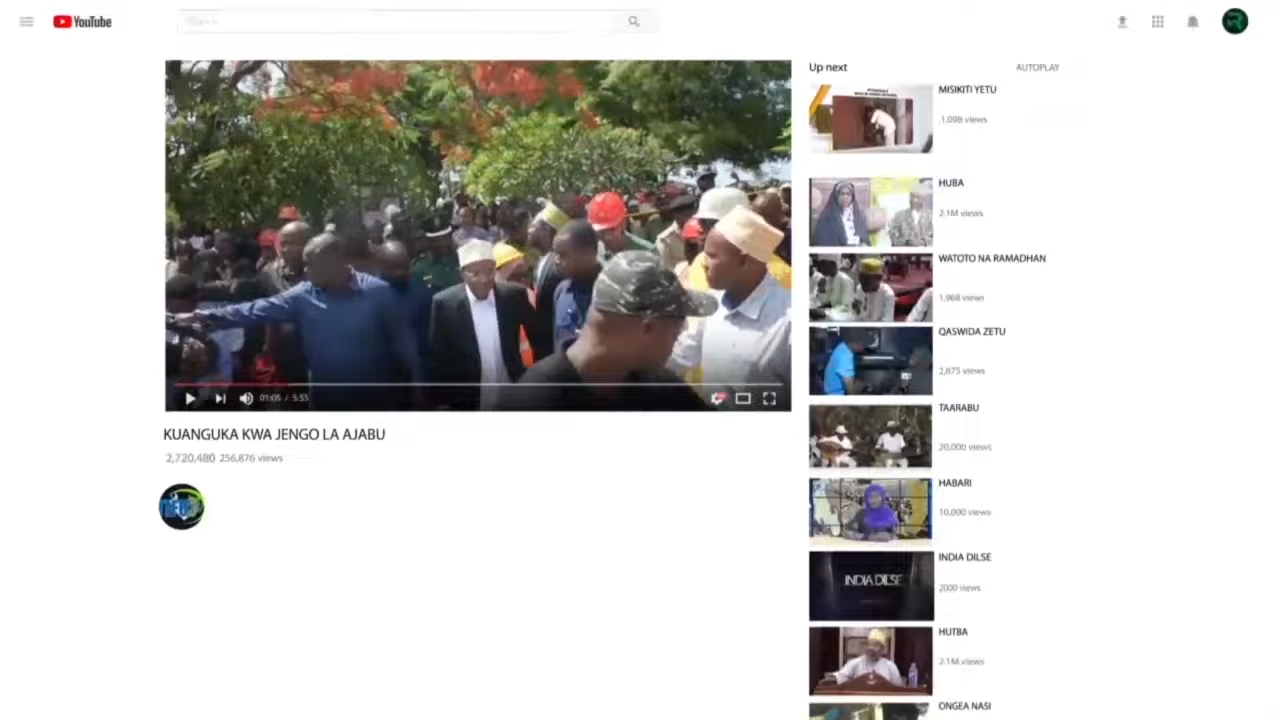 YouTube
Search
01:06 / 5:55
KUANGUKA KWA JENGO LA AJABU
2,720,480 256,876 views
NEWS
Up next
AUTOPLAY
MISIKITI YETU
1,098 views
HUBA
2.1M views
WATOTO NA RAMADHAN
1,968 views
QASWIDA ZETU
2,875 views
TAARABU
20,000 views
HABARI
10,000 views
INDIA DILSE
INDIA DILSE
2000 views
HUTBA
2.1M views
ONGEA NASI